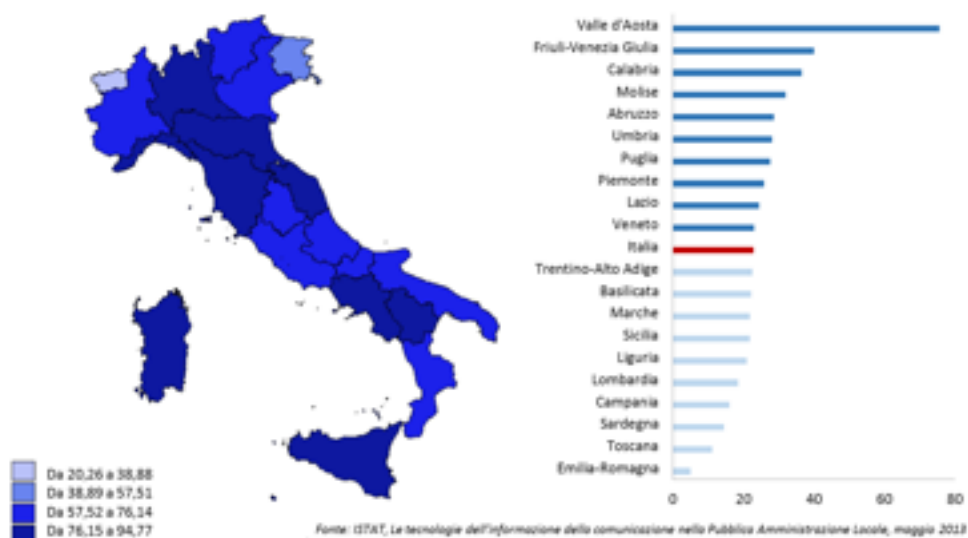 Valle d'Aosta
Friuli-Venezia Giulia
Calabria
Molise
Abruzzo
Umbria
Puglia
Piemonte
Lazio
Veneto
Italia
Trentino-Alto Adige
Basilicata
Marche
Sicilia
Liguria
Lombardia
Campania
Sardegna
Toscana
Emilia-Romagna
0 20 40 60 80
Da 20,26 a 38,88
Da 38,89 a 57,51
Da 57,52 a 76,14
Da 76,15 a 94,77
Fonte: ISTAT, Le tecnologie dell'informazione della comunicazione nella Pubblica Amministrazione Locale, maggio 2013